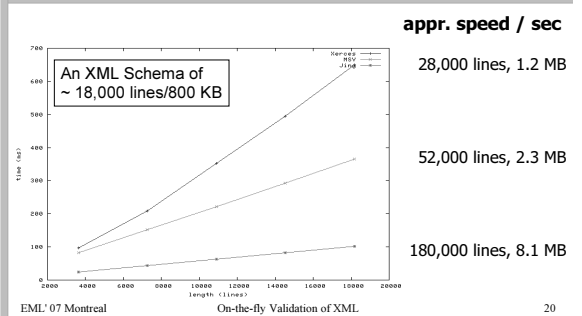 appr. speed / sec
700
600
500
400
300
200
100
0
time (ms)
Xerces
MSV
Jing
An XML Schema of
~ 18,000 lines/800 KB
28,000 lines, 1.2 MB
52,000 lines, 2.3 MB
180,000 lines, 8.1 MB
2000 4000 6000 8000 10000 12000 14000 16000 18000 20000
length (lines)
EML' 07 Montreal On-the-fly Validation of XML 20